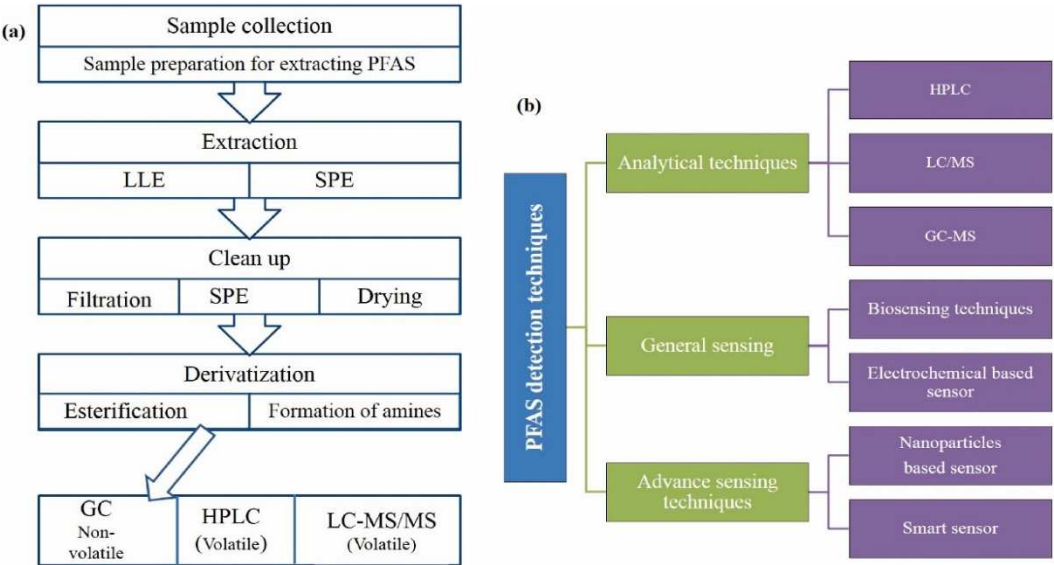 (a)
Sample collection
Sample preparation for extracting PFAS
Extraction
LLE
SPE
Clean up
Filtration
SPE
Drying
Derivatization
Esterification
Formation of amines
GC
Non-
volatile
HPLC
(Volatile)
LC-MS/MS
(Volatile)
(b)
PFAS detection techniques
Analytical techniques
HPLC
LC/MS
GC-MS
General sensing
Biosensing techniques
Electrochemical based
sensor
Advance sensing
techniques
Nanoparticles
based sensor
Smart sensor